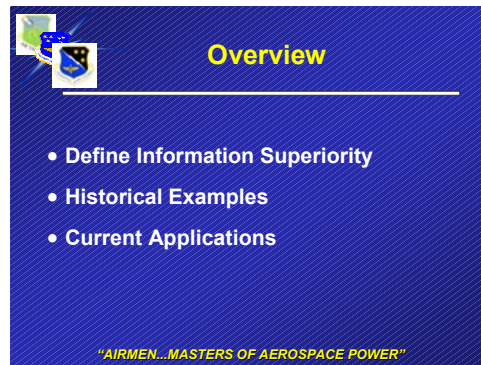 Overview
• Define Information Superiority
• Historical Examples
• Current Applications
“AIRMEN...MASTERS OF AEROSPACE POWER”